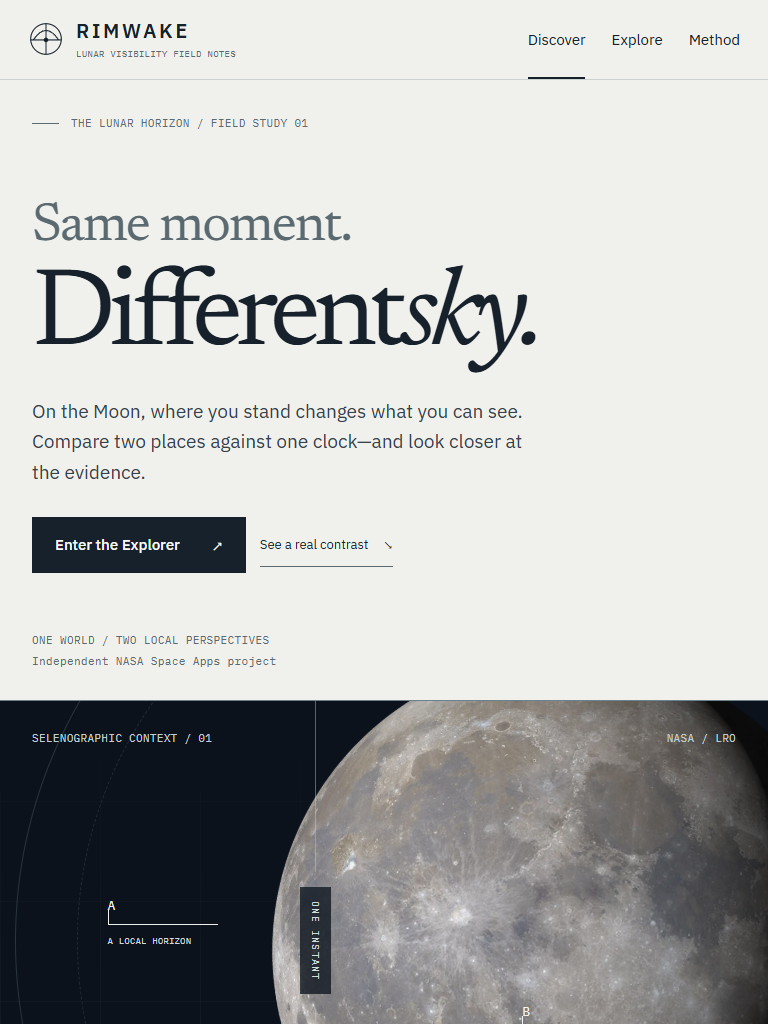 RIMWAKE
LUNAR VISIBILITY FIELD NOTES
Discover Explore Method
THE LUNAR HORIZON / FIELD STUDY 01
Same moment.
Different sky.
On the Moon, where you stand changes what you can see.
Compare two places against one clock—and look closer at
the evidence.
Enter the Explorer ↗
See a real contrast ↘
ONE WORLD / TWO LOCAL PERSPECTIVES
Independent NASA Space Apps project
SELENOGRAPHIC CONTEXT / 01
NASA / LRO
A
A LOCAL HORIZON
ONE INSTANT
B